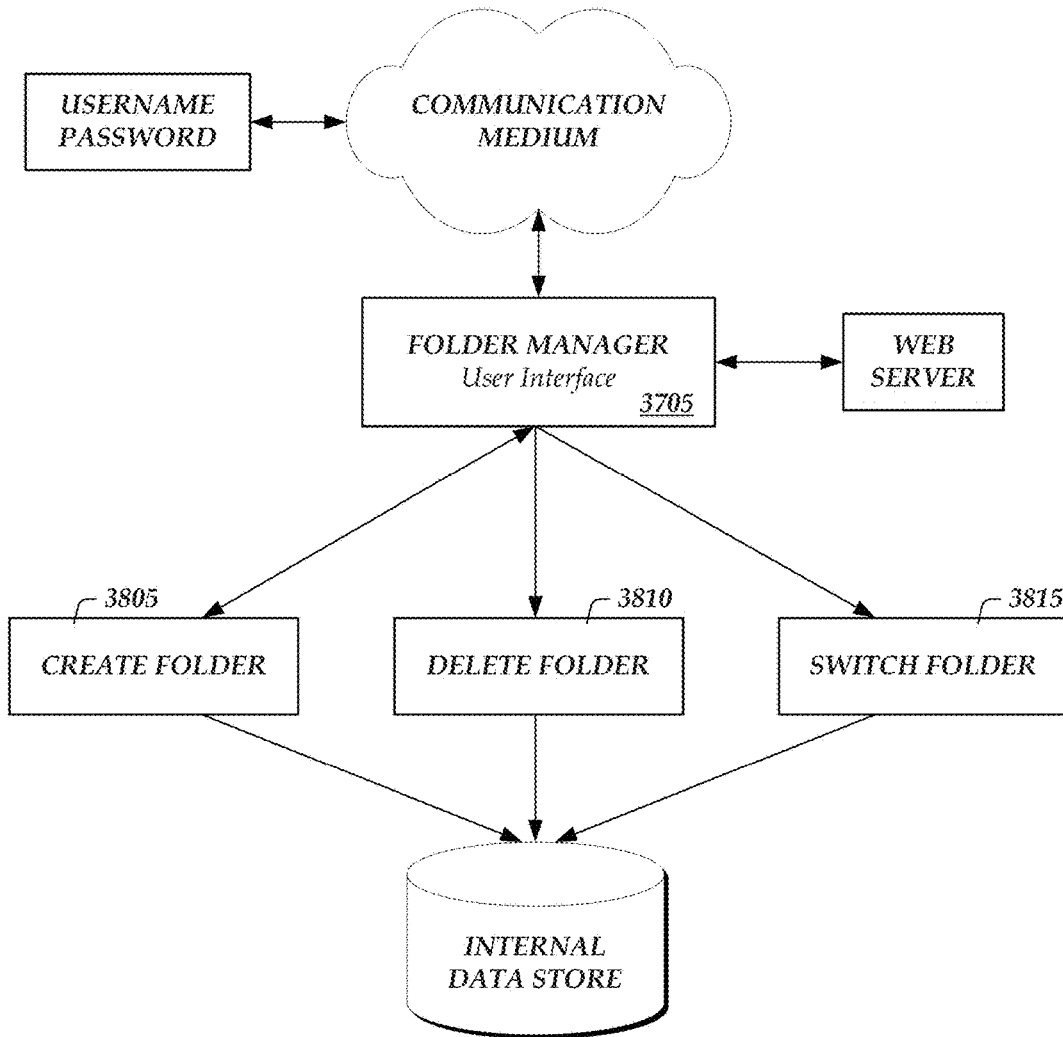 USERNAME
PASSWORD
COMMUNICATION
MEDIUM
FOLDER MANAGER
User Interface
3705
WEB
SERVER
3805
CREATE FOLDER
3810
DELETE FOLDER
3815
SWITCH FOLDER
INTERNAL
DATA STORE